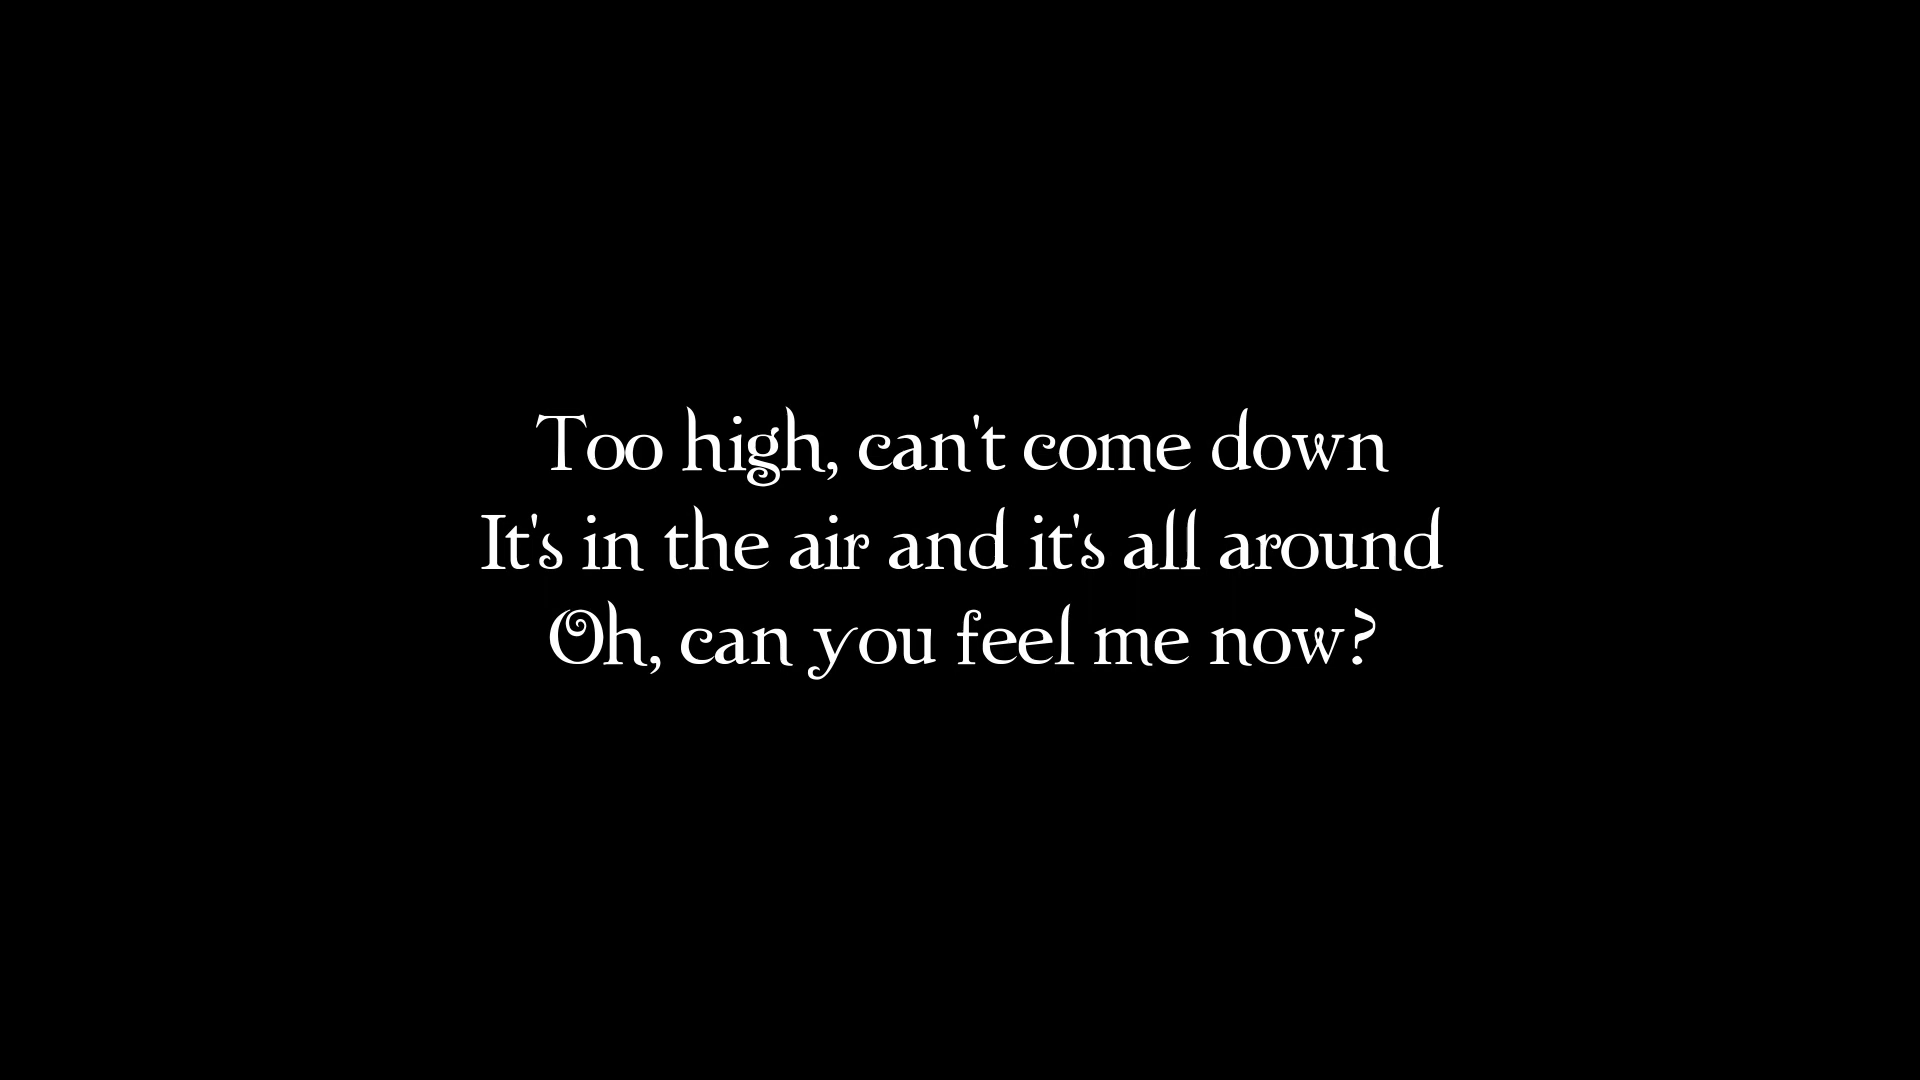 Too high, can't come down
It's in the air and it's all around
Oh, can you feel me now?